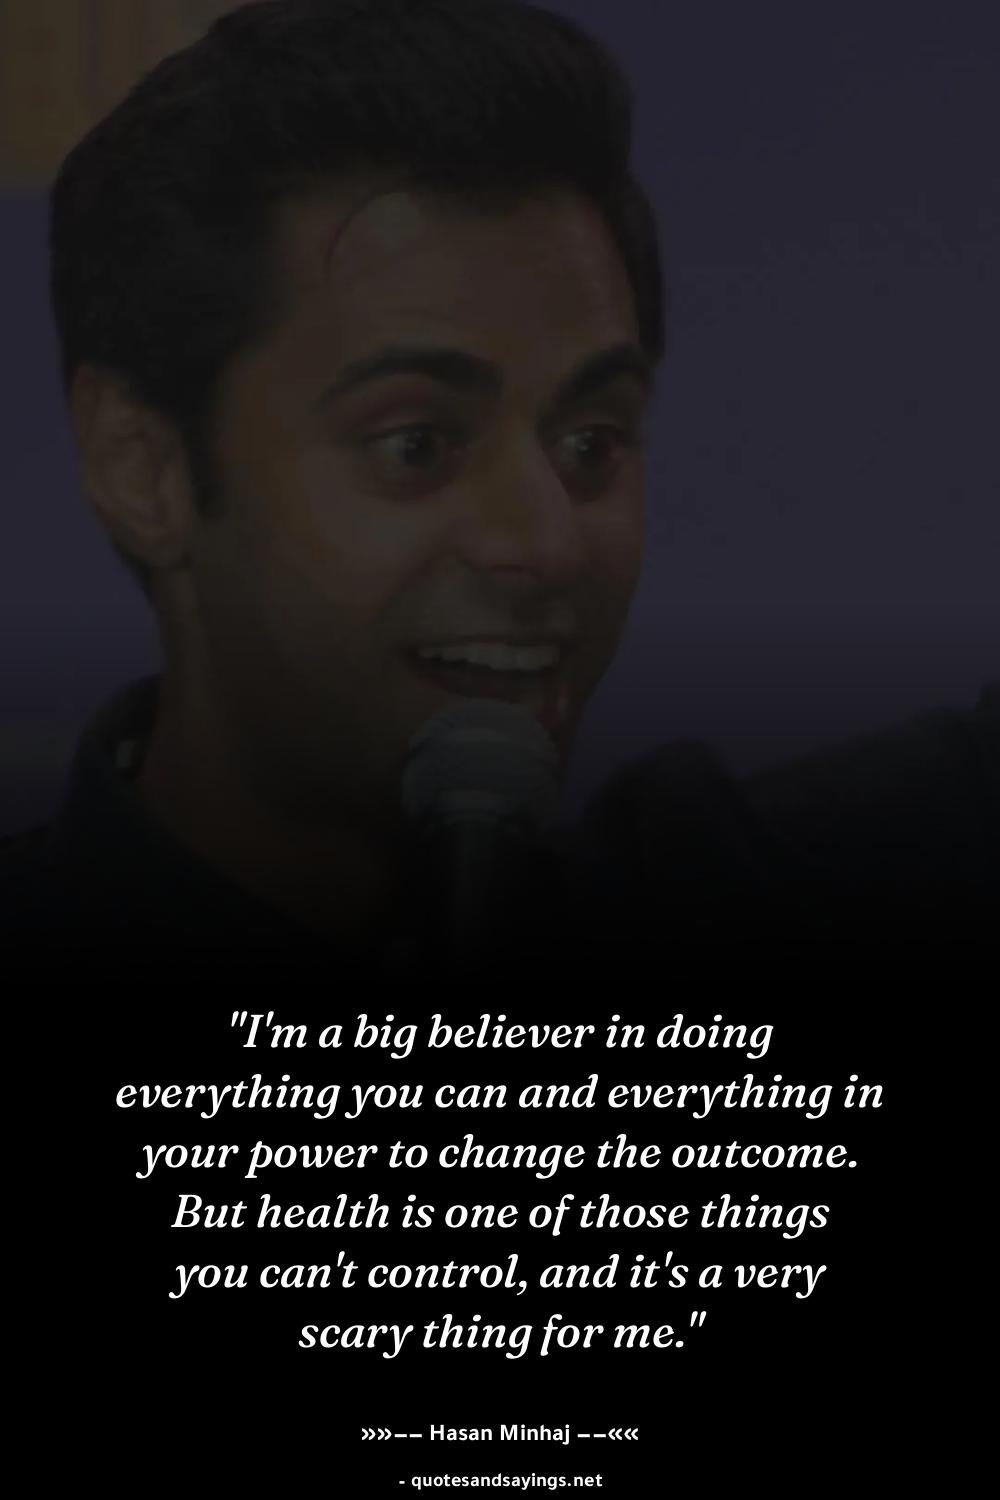 "I'm a big believer in doing
everything you can and everything in
your power to change the outcome.
But health is one of those things
you can't control, and it's a very
scary thing for me."
»»–– Hasan Minhaj ––««
- quotesandsayings.net